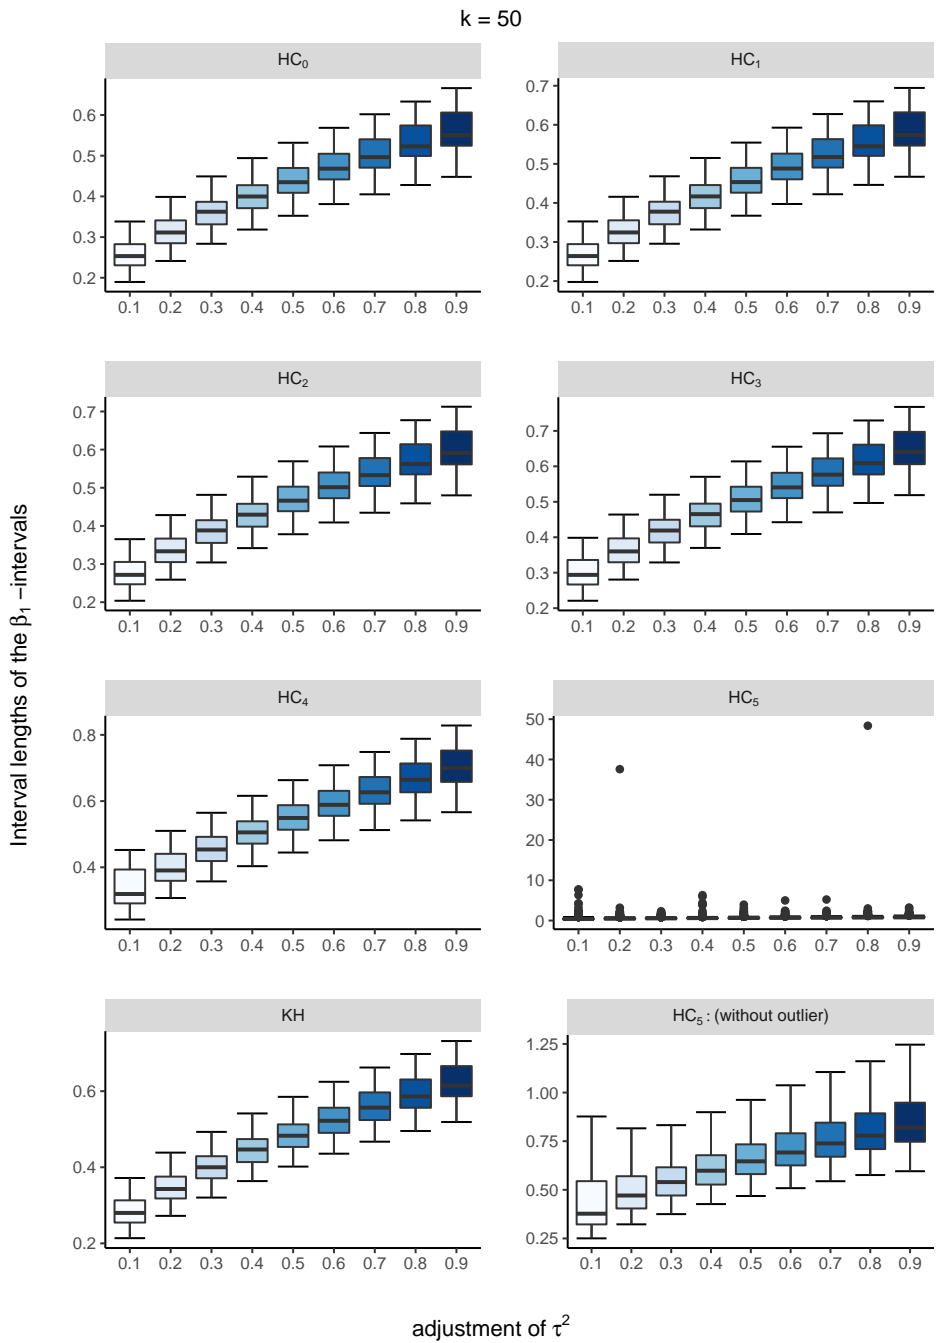 k = 50
Interval lengths of the β₁ −intervals
HC₀
0.6
0.5
0.4
0.3
0.2
0.1 0.2 0.3 0.4 0.5 0.6 0.7 0.8 0.9
HC₁
0.7
0.6
0.5
0.4
0.3
0.2
0.1 0.2 0.3 0.4 0.5 0.6 0.7 0.8 0.9
HC₂
0.7
0.6
0.5
0.4
0.3
0.2
0.1 0.2 0.3 0.4 0.5 0.6 0.7 0.8 0.9
HC₃
0.7
0.6
0.5
0.4
0.3
0.2
0.1 0.2 0.3 0.4 0.5 0.6 0.7 0.8 0.9
HC₄
0.8
0.6
0.4
0.1 0.2 0.3 0.4 0.5 0.6 0.7 0.8 0.9
HC₅
50
40
30
20
10
0
0.1 0.2 0.3 0.4 0.5 0.6 0.7 0.8 0.9
KH
0.6
0.4
0.2
0.1 0.2 0.3 0.4 0.5 0.6 0.7 0.8 0.9
HC₅ : (without outlier)
1.25
1.00
0.75
0.50
0.25
0.1 0.2 0.3 0.4 0.5 0.6 0.7 0.8 0.9
adjustment of τ²